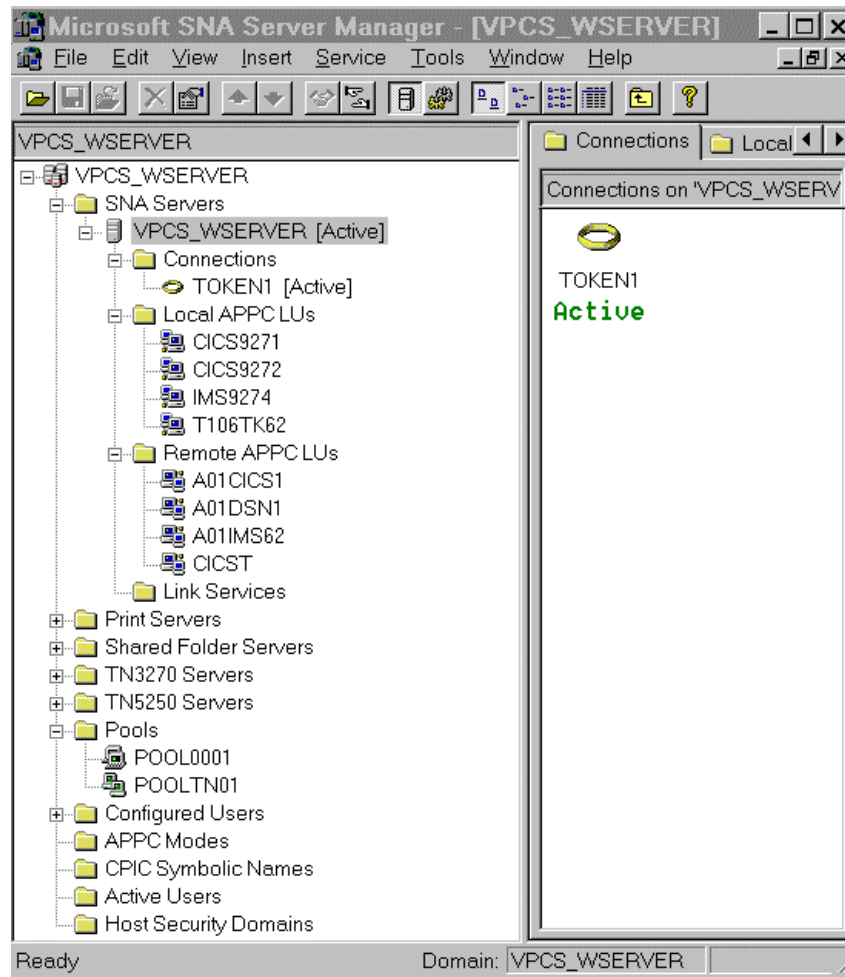 Microsoft SNA Server Manager - [VPCS_WSERVER]
File Edit View Insert Service Tools Window Help
VPCS_WSERVER
VPCS_WSERVER
SNA Servers
VPCS_WSERVER [Active]
Connections
TOKEN1 [Active]
Local APPC LUs
CICS9271
CICS9272
IMS9274
T106TK62
Remote APPC LUs
A01CICS1
A01DSN1
A01IMS62
CICST
Link Services
Print Servers
Shared Folder Servers
TN3270 Servers
TN5250 Servers
Pools
POOL0001
POOLTN01
Configured Users
APPC Modes
CPIC Symbolic Names
Active Users
Host Security Domains
Connections Local
Connections on 'VPCS_WSERV
TOKEN1
Active
Ready Domain: VPCS_WSERVER